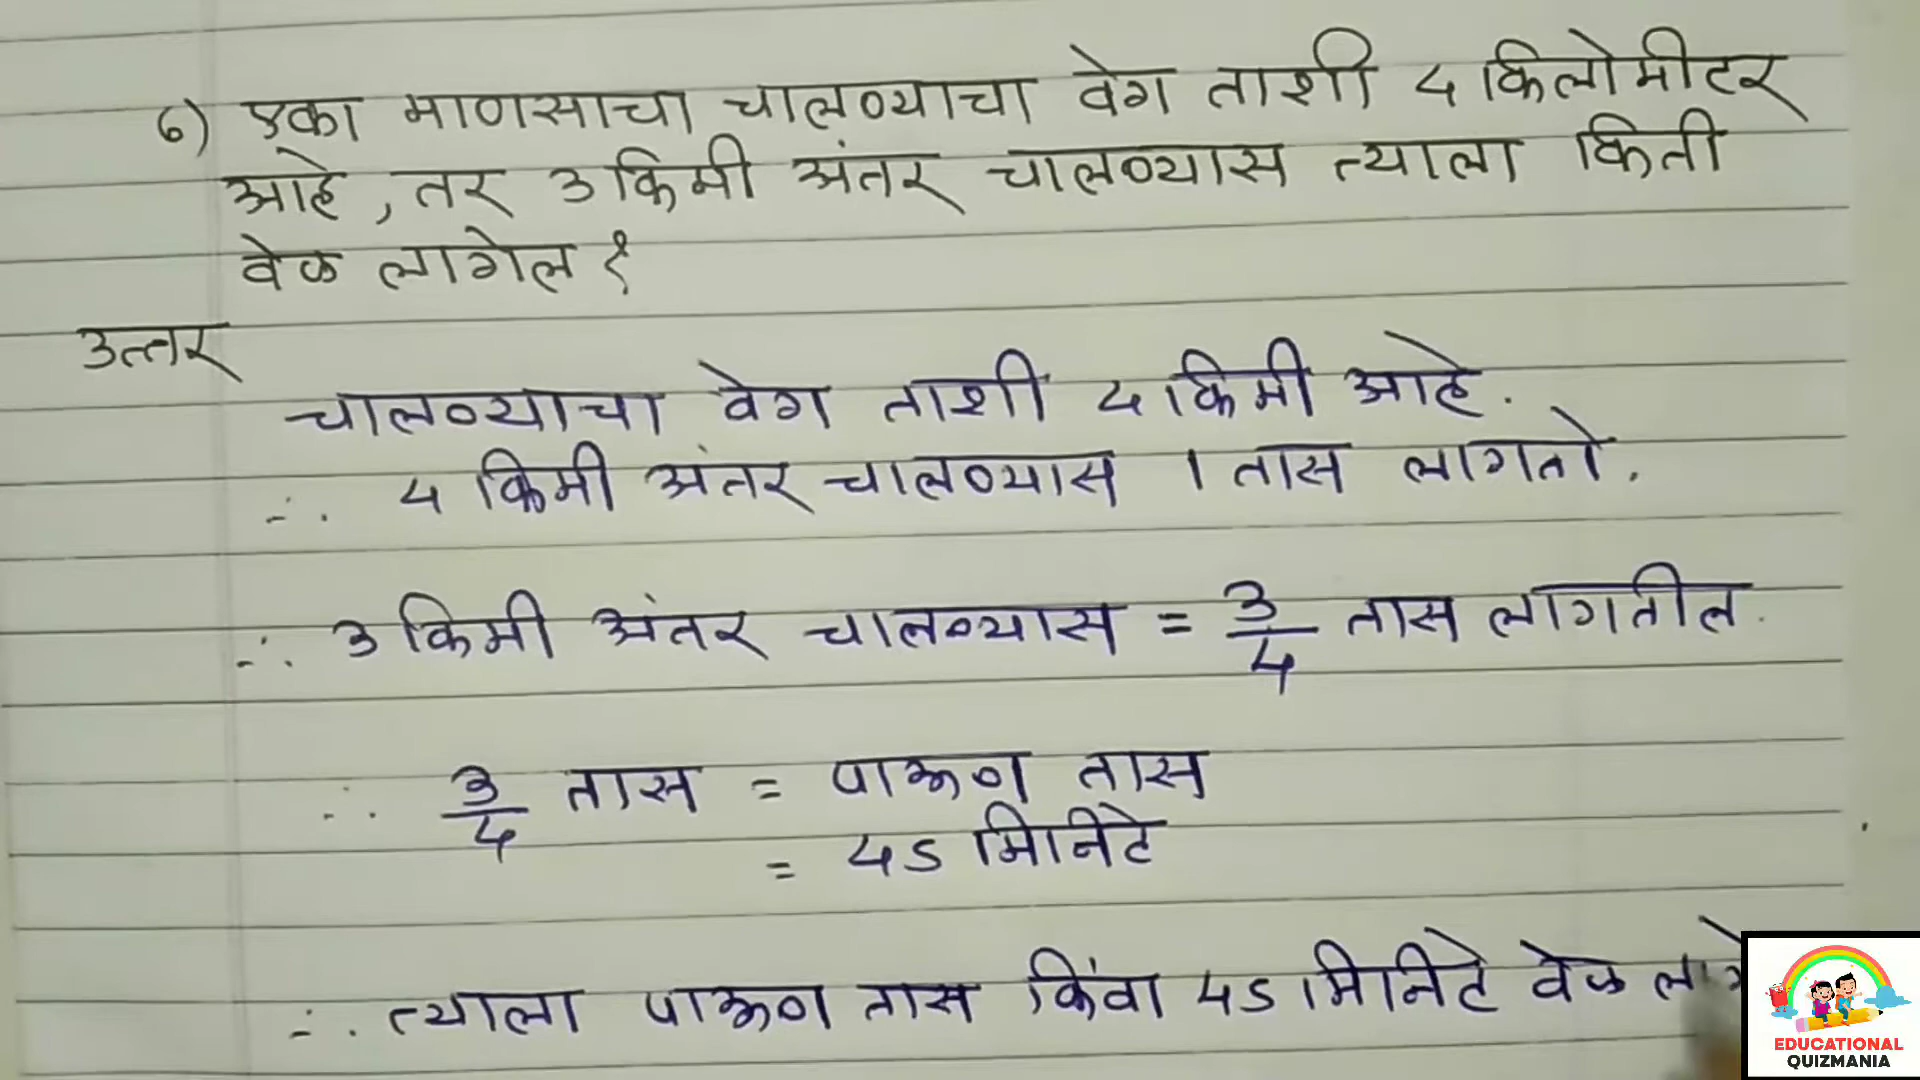 6) एका माणसाचा चालण्याचा वेग ताशी 4 किलोमीटर
आहे, तर 3 किमी अंतर चालण्यास त्याला किती
वेळ लागेल ?
उत्तर
चालण्याचा वेग ताशी 4 किमी आहे.
∴ 4 किमी अंतर चालण्यास 1 तास लागतो.
∴ 3 किमी अंतर चालण्यास = 3/4 तास लागतील.
∴ 3/4 तास = पाऊण तास
= 45 मिनिटे
∴ त्याला पाऊण तास किंवा 45 मिनिटे वेळ
EDUCATIONAL
QUIZMANIA